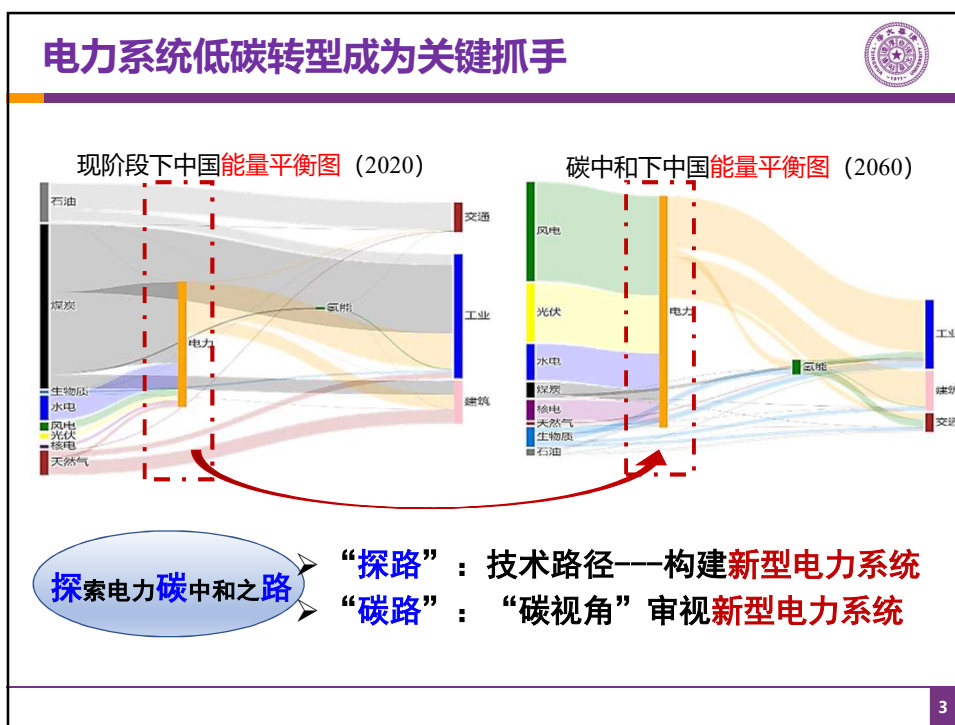 电力系统低碳转型成为关键抓手
现阶段下中国能量平衡图（2020）
石油
煤炭
生物质
水电
风电
光伏
核电
天然气
电力
氢能
交通
工业
建筑
碳中和下中国能量平衡图（2060）
风电
光伏
水电
煤炭
核电
天然气
生物质
石油
电力
氢能
工业
建筑
交通
探索电力碳中和之路
➢ “探路”：技术路径---构建新型电力系统
➢ “碳路”：“碳视角”审视新型电力系统
3